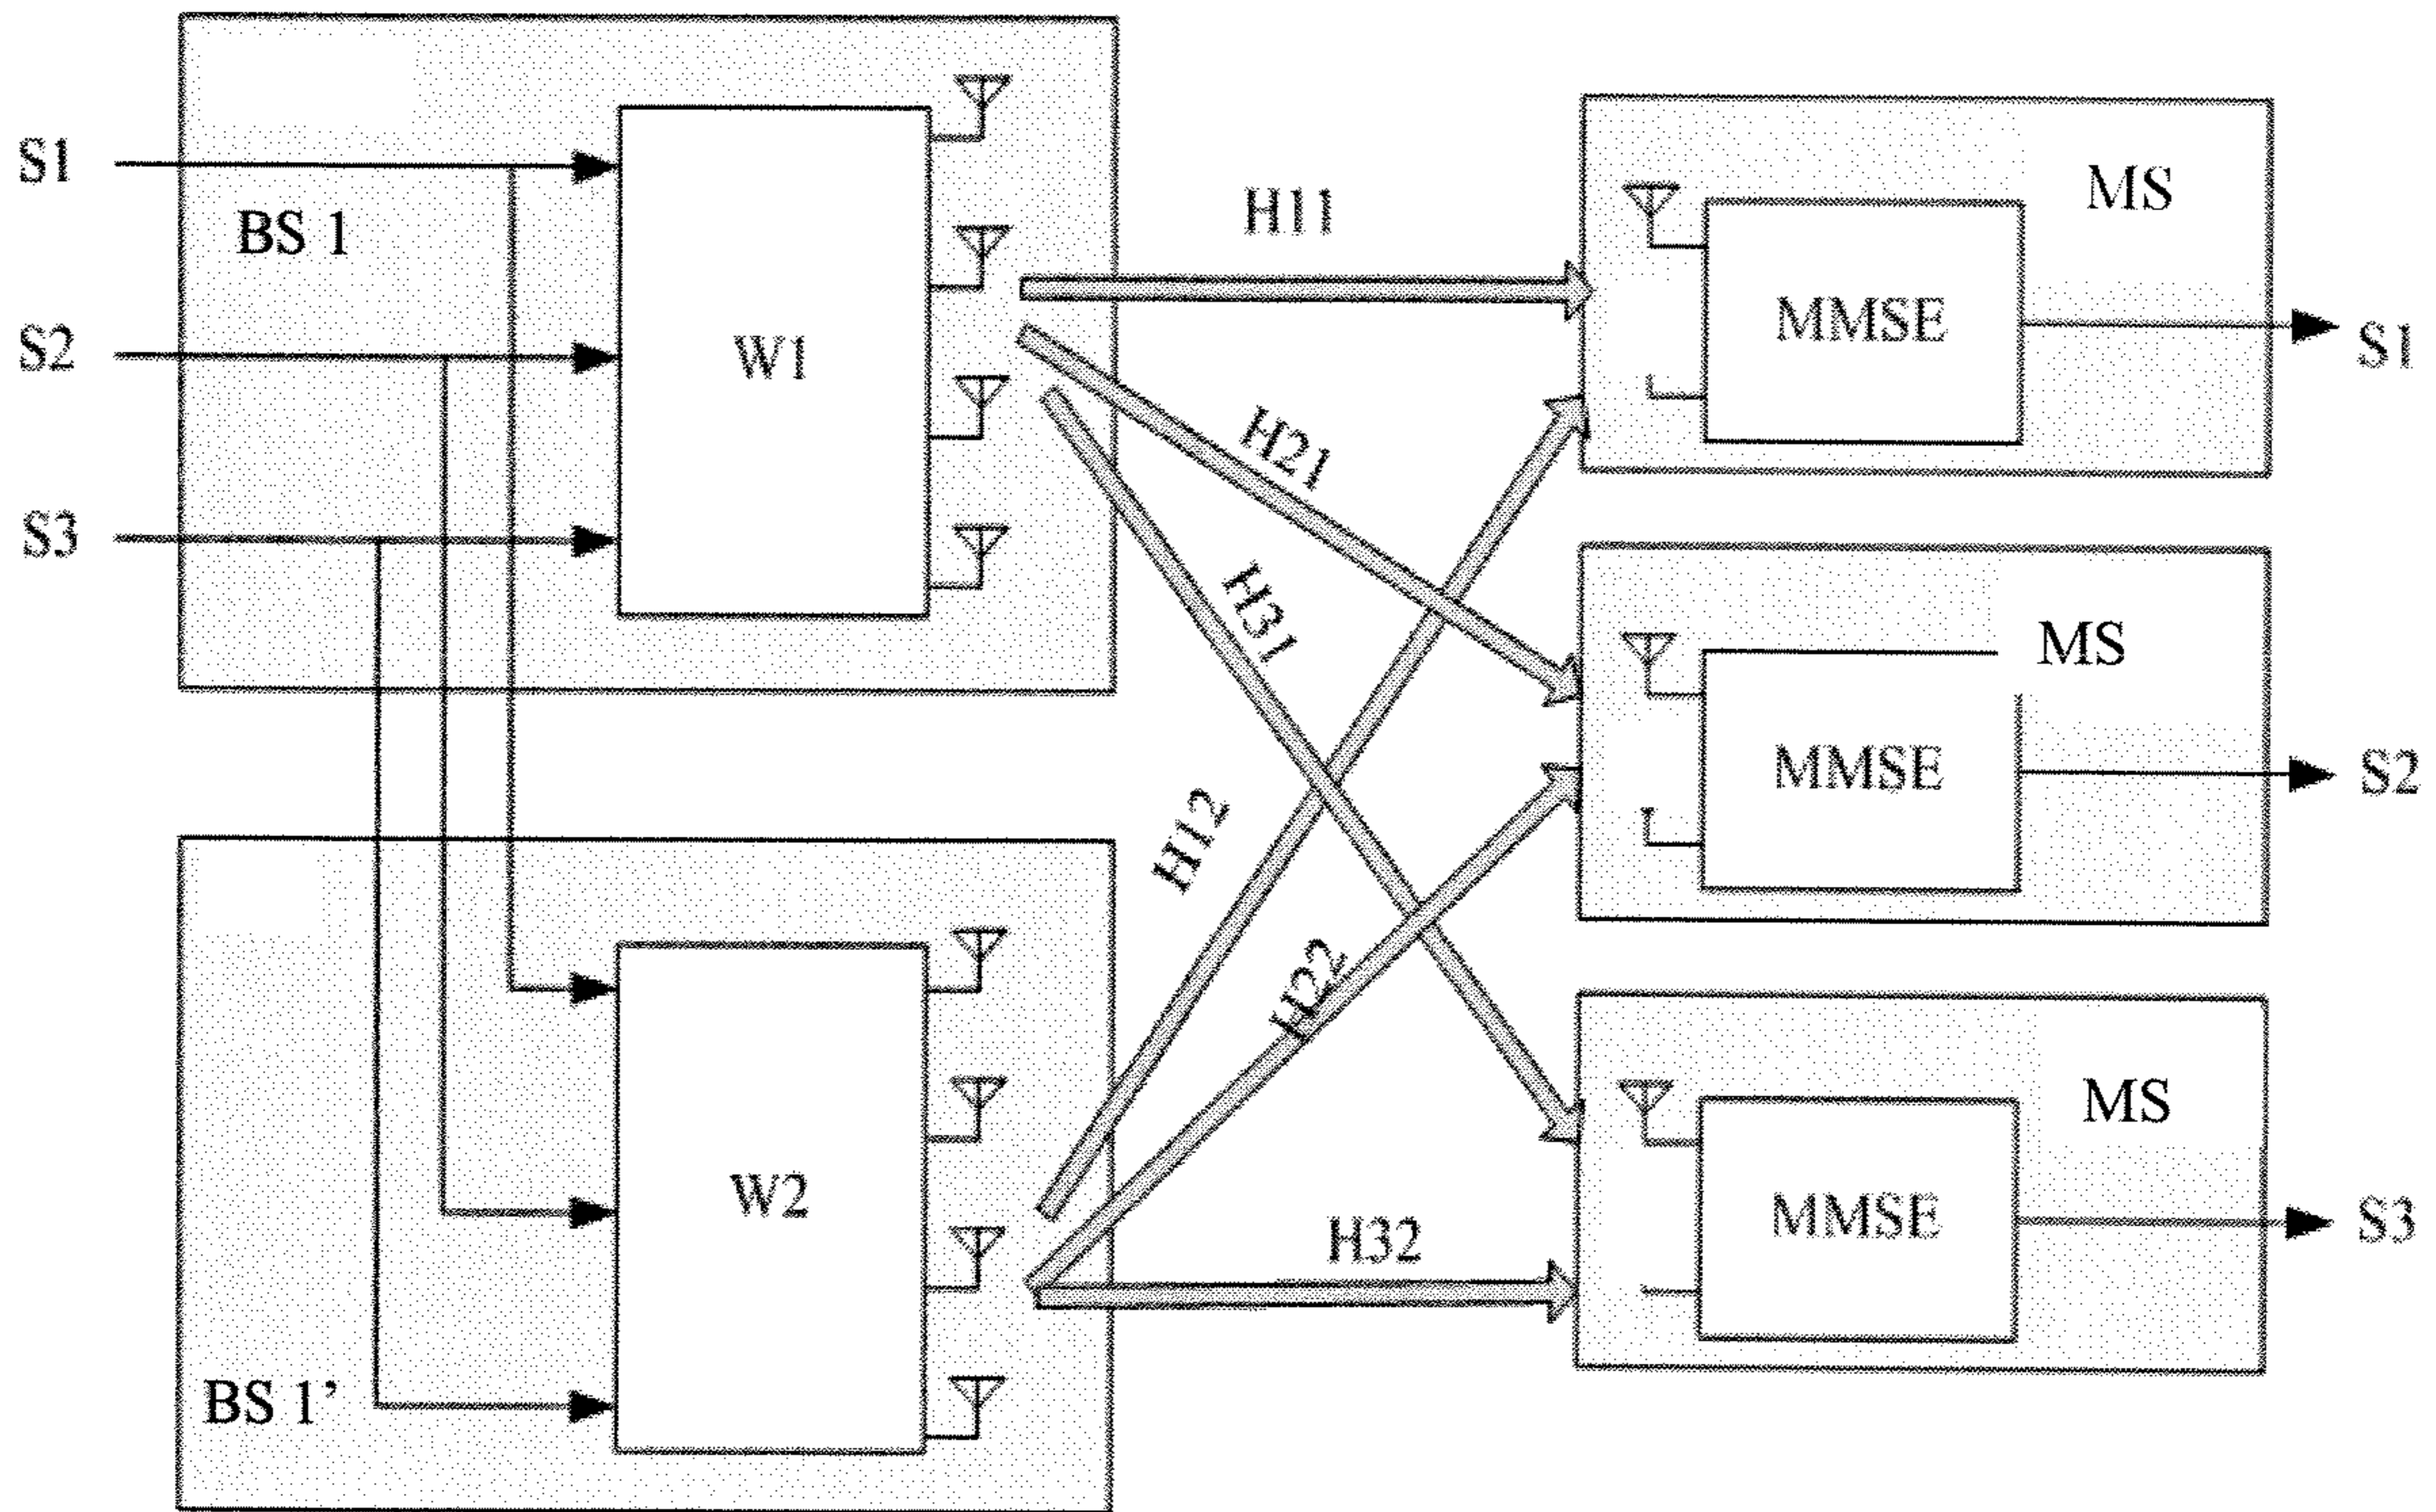 S1
BS 1
S2
S3
W1
H11
H21
H31
H12
H22
H32
BS 1’
W2
MS
MMSE
S1
MS
MMSE
S2
MS
MMSE
S3